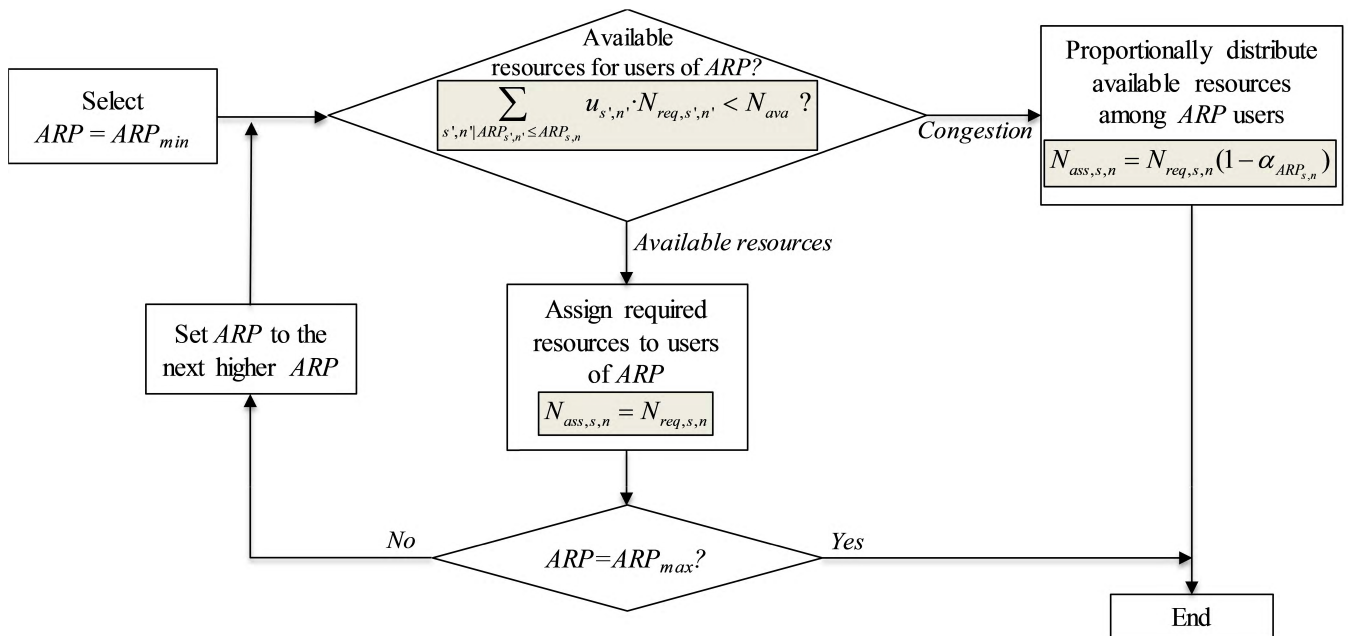 Select
ARP = ARP_min
Available
resources for users of ARP?
∑ u_{s',n'}·N_{req,s',n'} < N_{ava} ?
s',n'|ARP_{s',n'} ≤ ARP_{s,n}
Congestion
Proportionally distribute
available resources
among ARP users
N_{ass,s,n} = N_{req,s,n}(1−α_{ARP_{s,n}})
Available resources
Assign required
resources to users
of ARP
N_{ass,s,n} = N_{req,s,n}
Set ARP to the
next higher ARP
No
ARP=ARP_max?
Yes
End